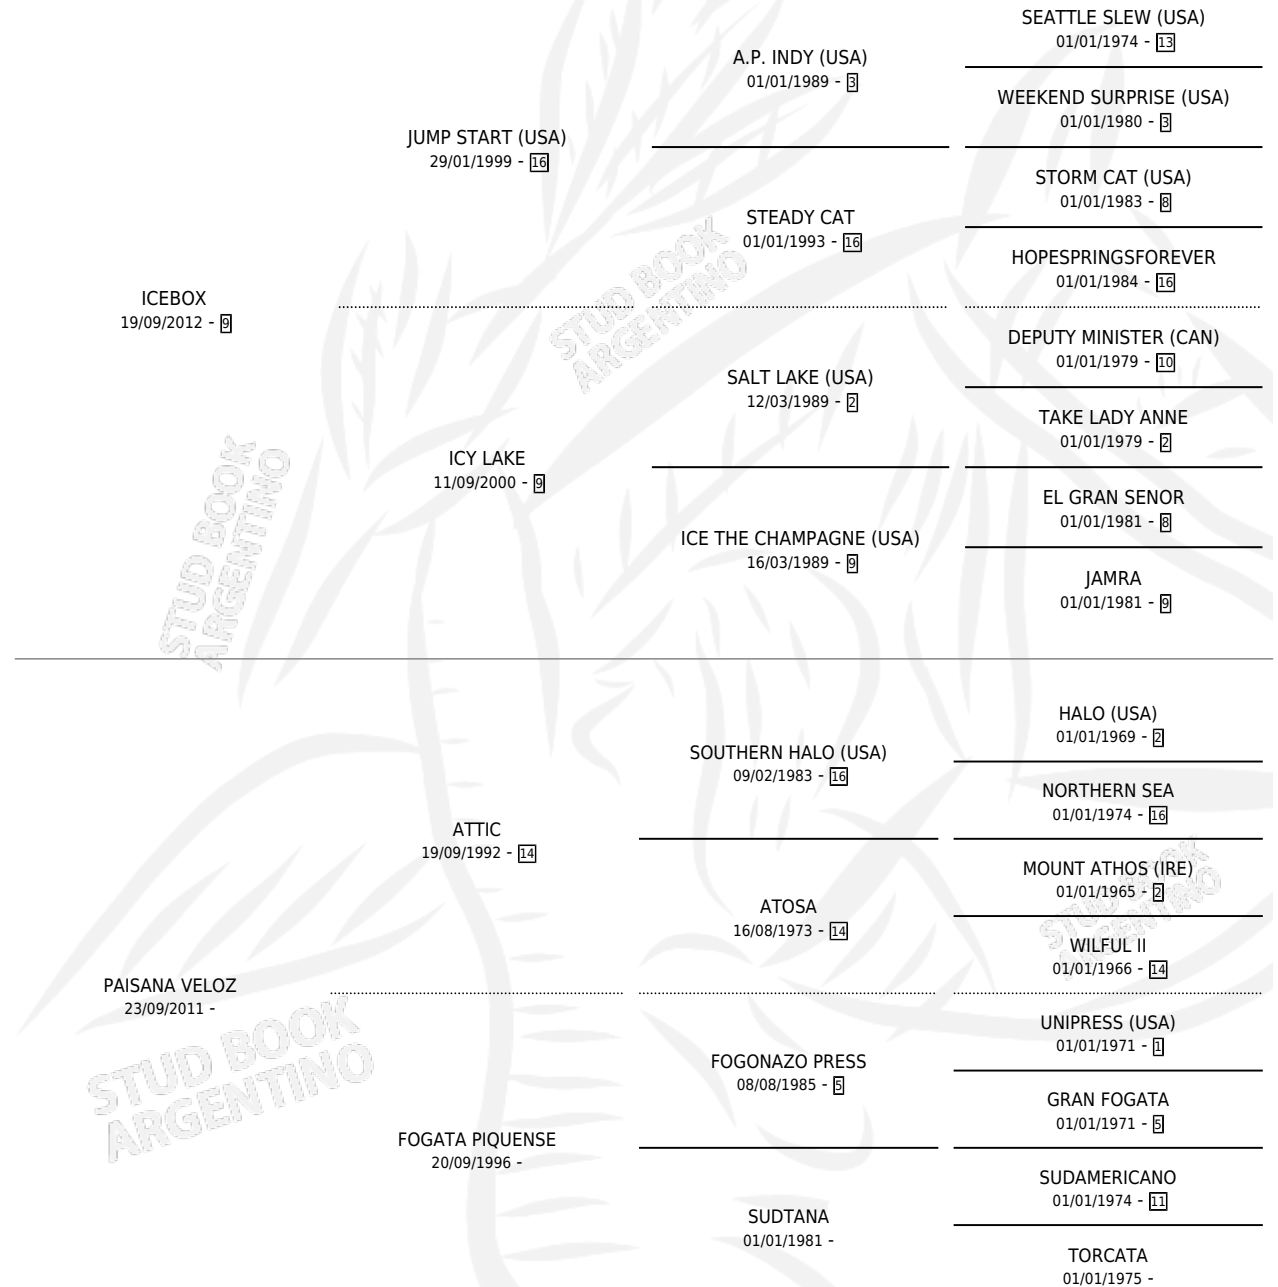 SEATTLE SLEW (USA)
01/01/1974 - 13
A.P. INDY (USA)
01/01/1989 - 3
WEEKEND SURPRISE (USA)
01/01/1980 - 3
JUMP START (USA)
29/01/1999 - 16
STORM CAT (USA)
01/01/1983 - 8
STEADY CAT
01/01/1993 - 16
HOPESPRINGSFOREVER
01/01/1984 - 16
ICEBOX
19/09/2012 - 9
DEPUTY MINISTER (CAN)
01/01/1979 - 10
SALT LAKE (USA)
12/03/1989 - 2
TAKE LADY ANNE
01/01/1979 - 2
ICY LAKE
11/09/2000 - 9
EL GRAN SENOR
01/01/1981 - 8
ICE THE CHAMPAGNE (USA)
16/03/1989 - 9
JAMRA
01/01/1981 - 9
HALO (USA)
01/01/1969 - 2
SOUTHERN HALO (USA)
09/02/1983 - 16
NORTHERN SEA
01/01/1974 - 16
ATTIC
19/09/1992 - 14
MOUNT ATHOS (IRE)
01/01/1965 - 2
ATOSA
16/08/1973 - 14
WILFUL II
01/01/1966 - 14
PAISANA VELOZ
23/09/2011 -
UNIPRESS (USA)
01/01/1971 - 1
FOGONAZO PRESS
08/08/1985 - 5
GRAN FOGATA
01/01/1971 - 5
FOGATA PIQUENSE
20/09/1996 -
SUDAMERICANO
01/01/1974 - 11
SUDTANA
01/01/1981 -
TORCATA
01/01/1975 -
STUD BOOK
ARGENTINO
STUD BOOK
ARGENTINO
STUD BOOK
ARGENTINO
STUD BOOK
ARGENTINO